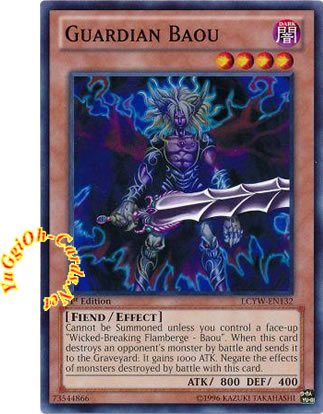 GUARDIAN BAOU
DARK
闇
YuGgiOh-Cards.Net
1st Edition
LCYW-EN132
[FIEND / EFFECT]
Cannot be Summoned unless you control a face-up
"Wicked-Breaking Flamberge - Baou". When this card
destroys an opponent's monster by battle and sends it
to the Graveyard: It gains 1000 ATK. Negate the effects
of monsters destroyed by battle with this card.
ATK/ 800 DEF/ 400
73544866
©1996 KAZUKI TAKAHASHI